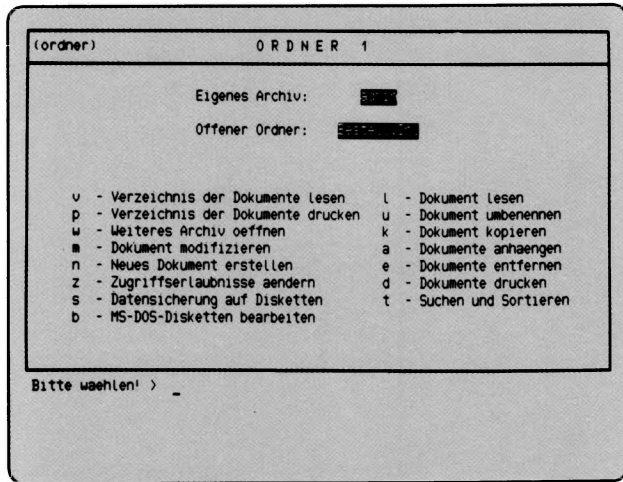 (ordner) ORDNER 1
Eigenes Archiv:
Offener Ordner:
v - Verzeichnis der Dokumente lesen l - Dokument lesen
p - Verzeichnis der Dokumente drucken u - Dokument umbenennen
w - Weiteres Archiv oeffnen k - Dokument kopieren
m - Dokument modifizieren a - Dokumente anhaengen
n - Neues Dokument erstellen e - Dokumente entfernen
z - Zugriffserlaubnisse aendern d - Dokumente drucken
s - Datensicherung auf Disketten t - Suchen und Sortieren
b - MS-DOS-Disketten bearbeiten
Bitte waehlen! > _